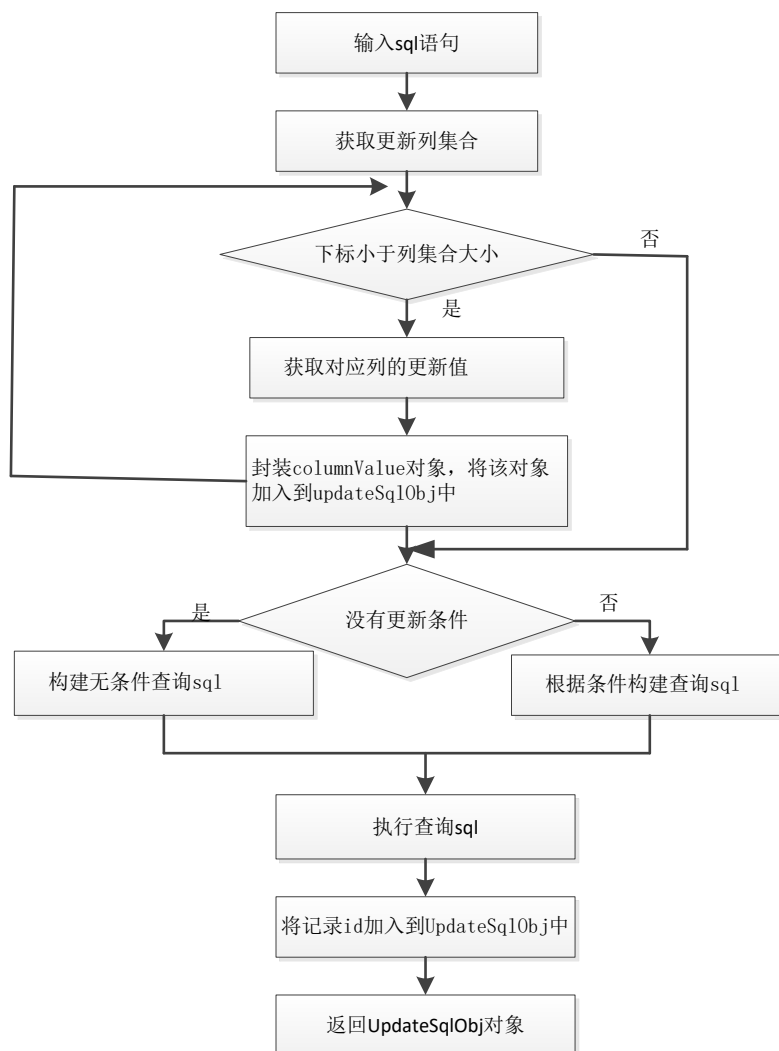 输入sql语句
获取更新列集合
下标小于列集合大小
否
是
获取对应列的更新值
封装columnValue对象，将该对象
加入到updateSqlObj中
没有更新条件
是
否
构建无条件查询sql
根据条件构建查询sql
执行查询sql
将记录id加入到UpdateSqlObj中
返回UpdateSqlObj对象